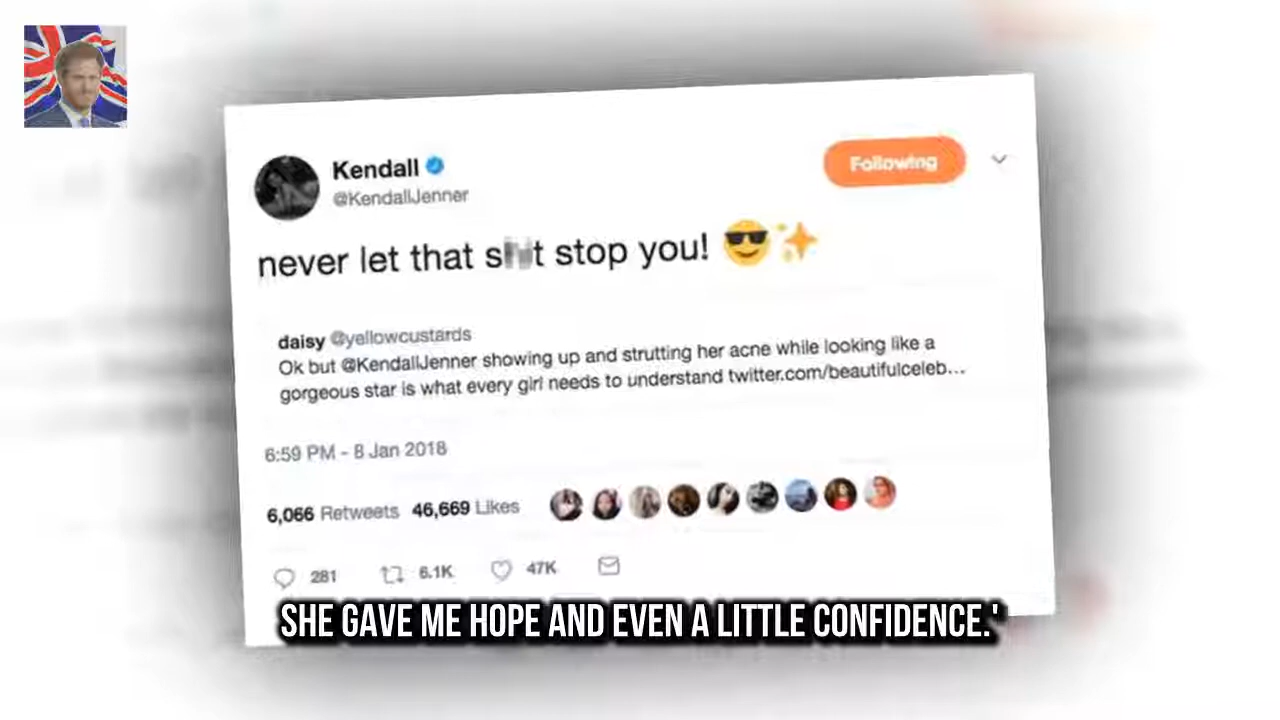 Kendall
@KendallJenner
Following
never let that s t stop you! 😎✨
daisy @yellowcustards
Ok but @KendallJenner showing up and strutting her acne while looking like a
gorgeous star is what every girl needs to understand twitter.com/beautifulceleb...
6:59 PM - 8 Jan 2018
6,066 Retweets 46,669 Likes
281 6.1K 47K
SHE GAVE ME HOPE AND EVEN A LITTLE CONFIDENCE.'